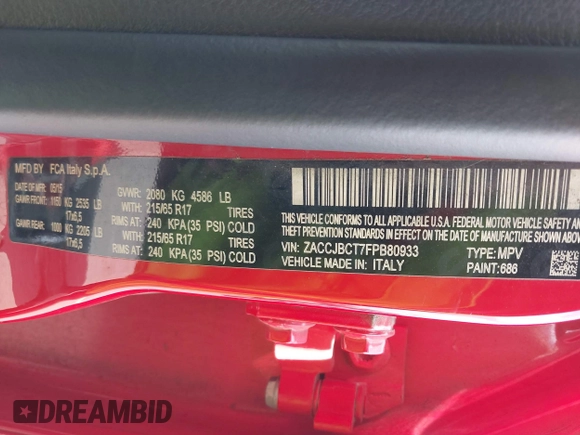 MFD BY FCA Italy S.p.A.
DATE OF MFR 05/15 GVWR: 2080 KG 4586 LB
GAWR FRONT: 1150 KG 2535 LB WITH: 215/65 R17 TIRES
17x6,5 RIMS AT: 240 KPA (35 PSI) COLD
GAWR REAR: 1000 KG 2205 LB WITH: 215/65 R17 TIRES
17x6,5 RIMS AT: 240 KPA (35 PSI) COLD
THIS VEHICLE CONFORMS TO ALL APPLICABLE U.S.A. FEDERAL MOTOR VEHICLE SAFETY, BUMPER AND
THEFT PREVENTION STANDARDS IN EFFECT ON THE DATE OF MANUFACTURE SHOWN ABOVE
VIN: ZACCJBCT7FPB80933 TYPE: MPV
VEHICLE MADE IN: ITALY PAINT: 686
DREAMBID